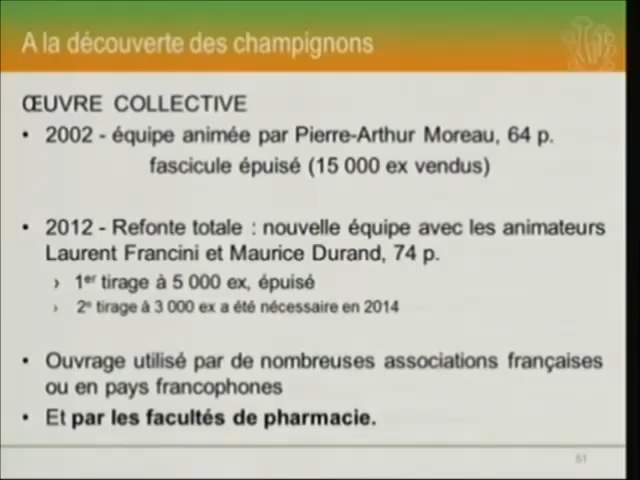 A la découverte des champignons
ŒUVRE COLLECTIVE
• 2002 - équipe animée par Pierre-Arthur Moreau, 64 p.
fascicule épuisé (15 000 ex vendus)
• 2012 - Refonte totale : nouvelle équipe avec les animateurs
Laurent Francini et Maurice Durand, 74 p.
› 1er tirage à 5 000 ex, épuisé
› 2e tirage à 3 000 ex a été nécessaire en 2014
• Ouvrage utilisé par de nombreuses associations françaises
ou en pays francophones
• Et par les facultés de pharmacie.
51